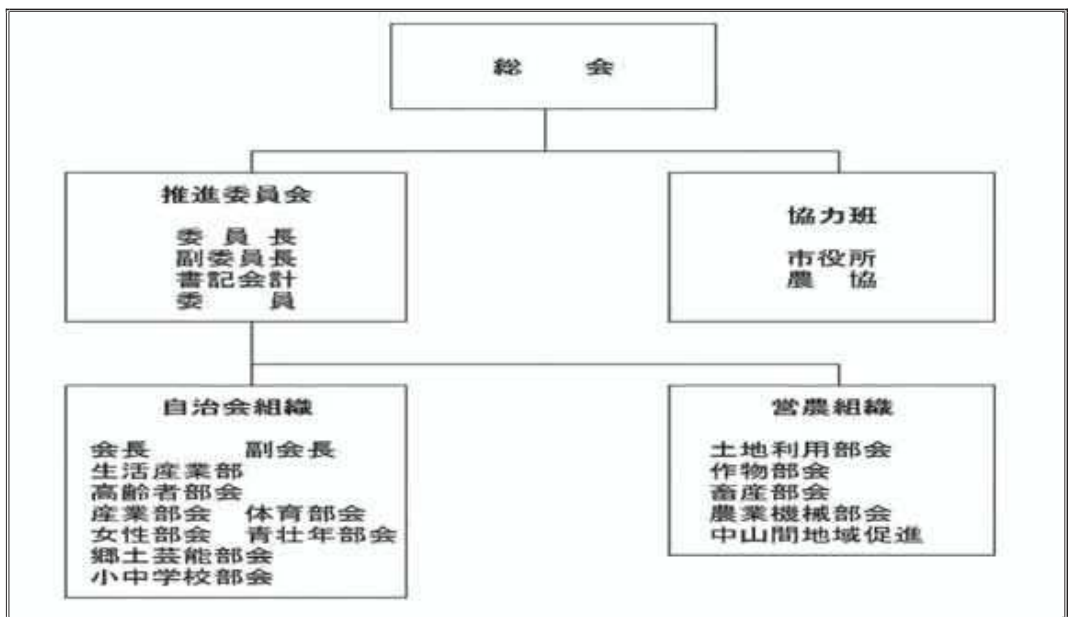 総　会
推進委員会
委員長
副委員長
書記会計
委　員
協力班
市役所
農　協
自治会組織
会長　副会長
生活産業部
高齢者部会
産業部会　体育部会
女性部会　青壮年部会
郷土芸能部会
小中学校部会
営農組織
土地利用部会
作物部会
畜産部会
農業機械部会
中山間地域促進